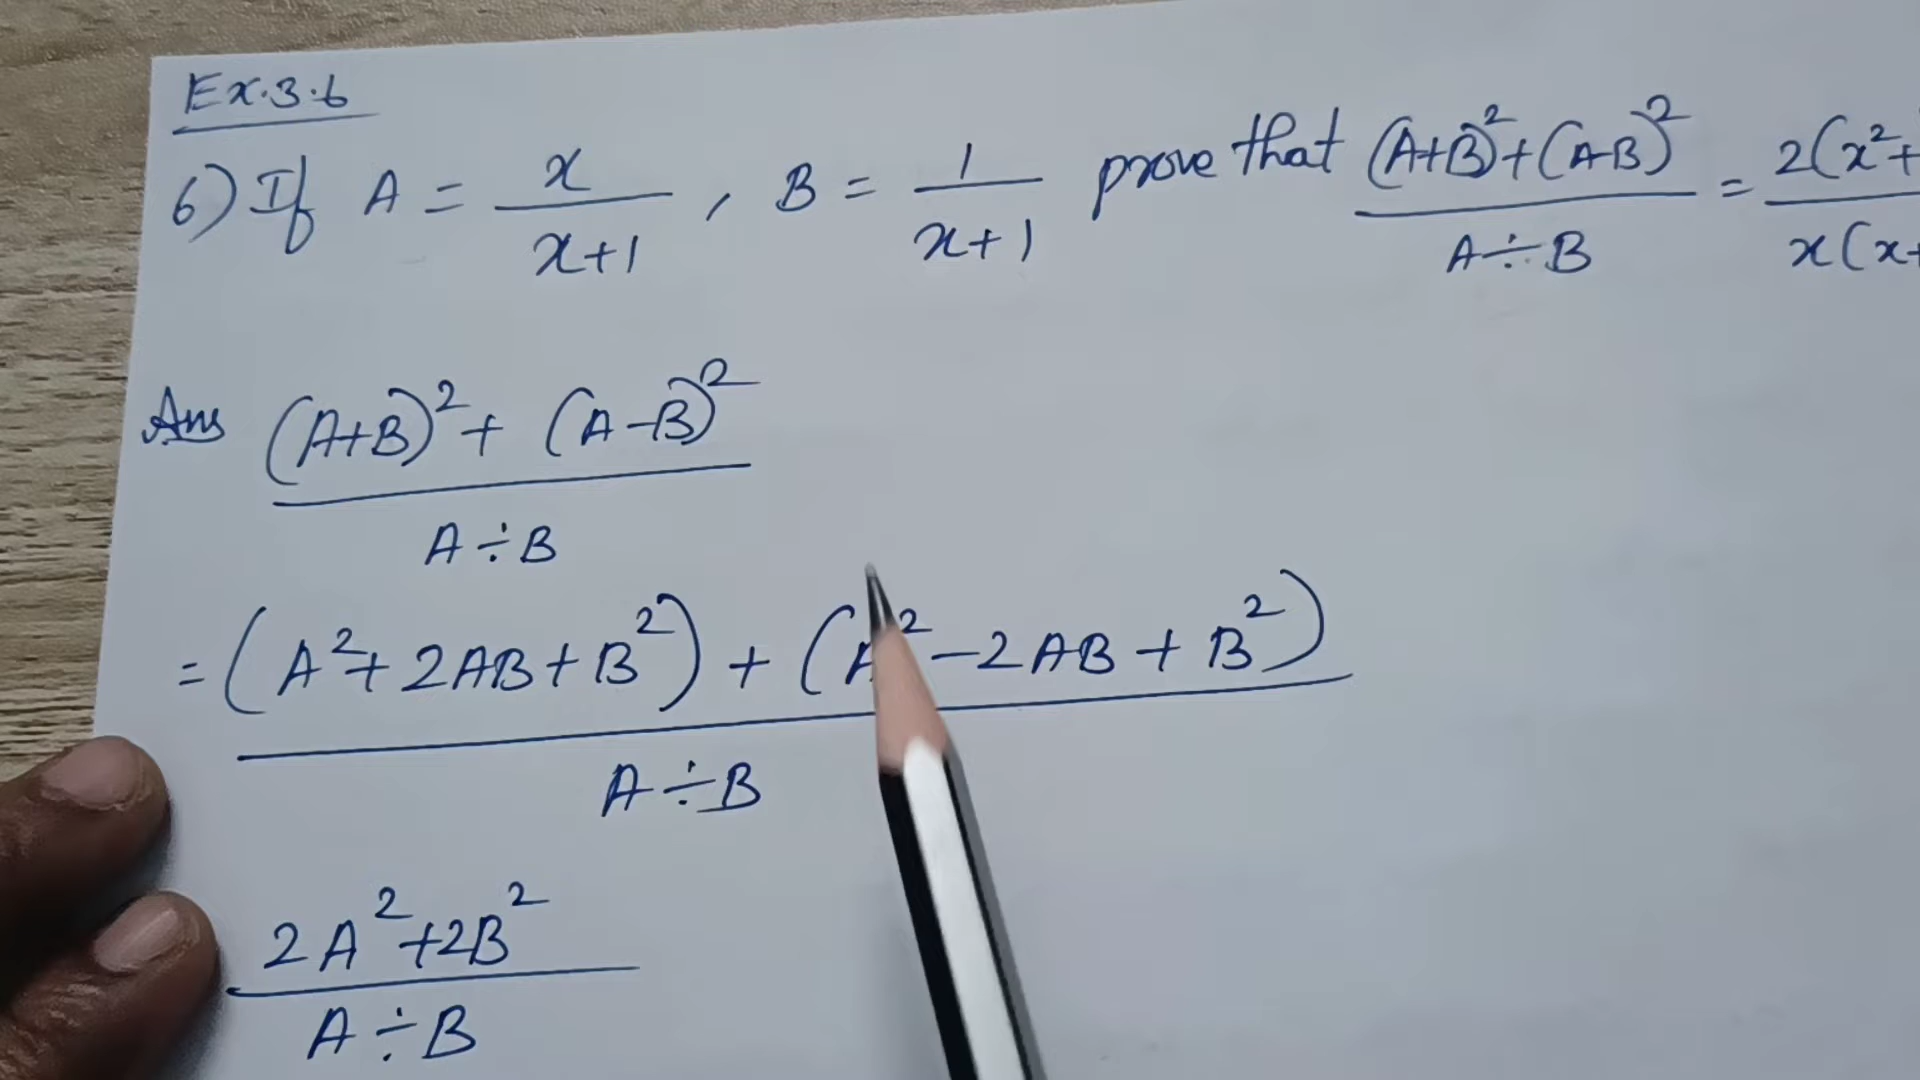 Ex.3.6
6) If A = x/(x+1), B = 1/(x+1) prove that ((A+B)²+(A-B)²)/(A÷B) = 2(x²+ / x(x+
Ans ((A+B)² + (A-B)²)/(A÷B)
= ((A²+2AB+B²) + (A²-2AB+B²))/(A÷B)
(2A²+2B²)/(A÷B)